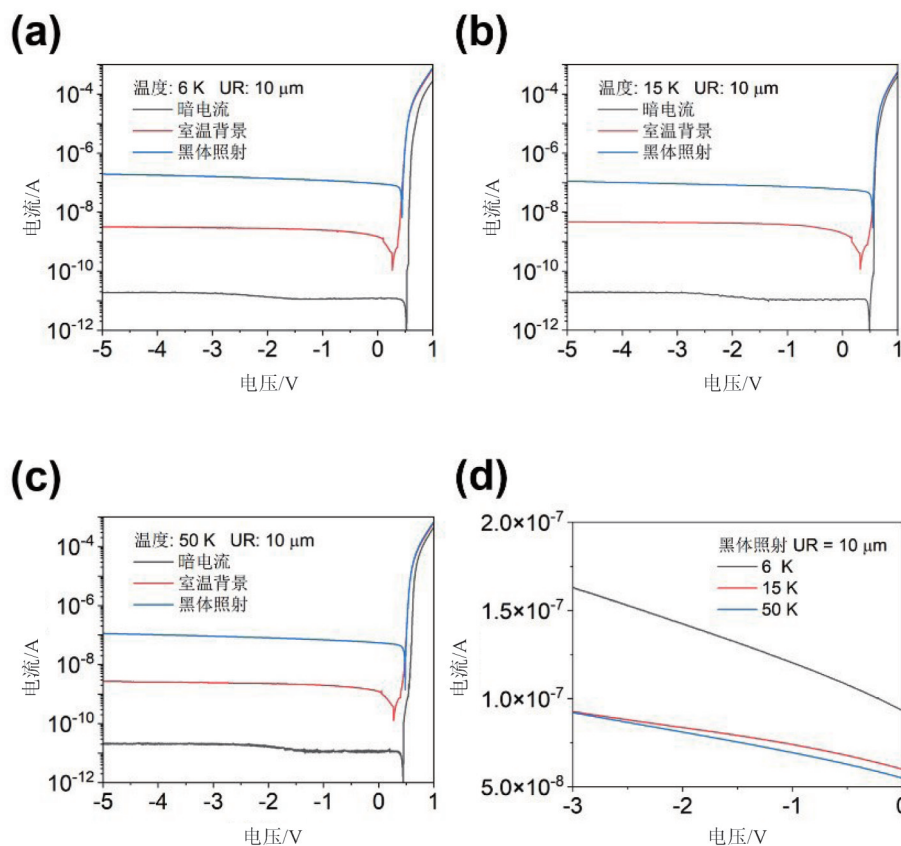 (a)
温度: 6 K UR: 10 μm
暗电流
室温背景
黑体照射
10⁻⁴
10⁻⁶
10⁻⁸
10⁻¹⁰
10⁻¹²
电流/A
-5 -4 -3 -2 -1 0 1
电压/V
(b)
温度: 15 K UR: 10 μm
暗电流
室温背景
黑体照射
10⁻⁴
10⁻⁶
10⁻⁸
10⁻¹⁰
10⁻¹²
电流/A
-5 -4 -3 -2 -1 0 1
电压/V
(c)
温度: 50 K UR: 10 μm
暗电流
室温背景
黑体照射
10⁻⁴
10⁻⁶
10⁻⁸
10⁻¹⁰
10⁻¹²
电流/A
-5 -4 -3 -2 -1 0 1
电压/V
(d)
黑体照射 UR = 10 μm
6 K
15 K
50 K
2.0×10⁻⁷
1.5×10⁻⁷
1.0×10⁻⁷
5.0×10⁻⁸
电流/A
-3 -2 -1 0
电压/V